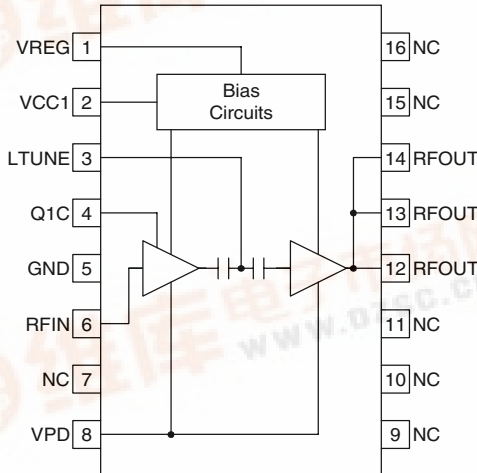 VREG 1
VCC1 2
LTUNE 3
Q1C 4
GND 5
RFIN 6
NC 7
VPD 8
Bias
Circuits
16 NC
15 NC
14 RFOUT
13 RFOUT
12 RFOUT
11 NC
10 NC
9 NC